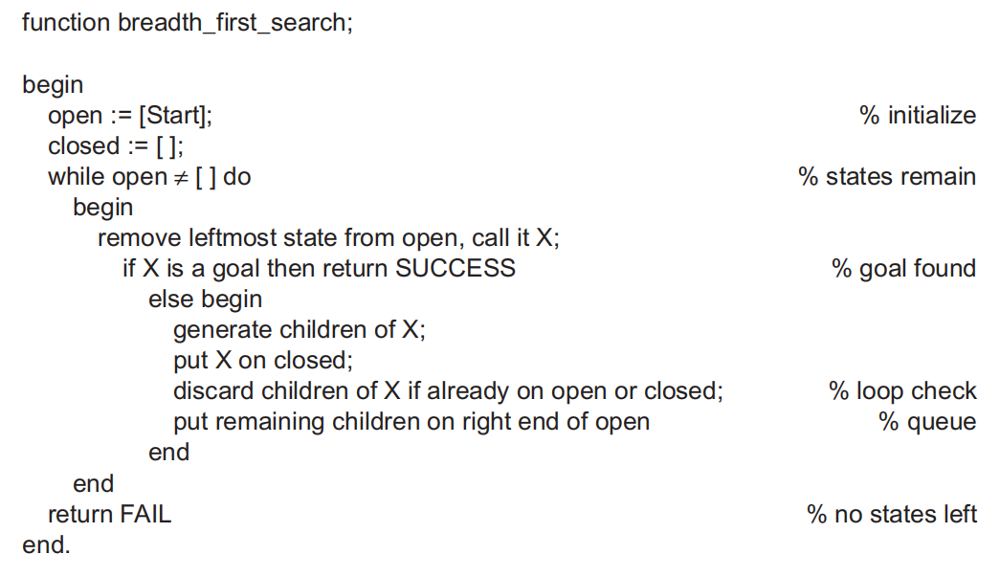 function breadth_first_search;
begin
open := [Start]; % initialize
closed := [ ];
while open ≠ [ ] do % states remain
begin
remove leftmost state from open, call it X;
if X is a goal then return SUCCESS % goal found
else begin
generate children of X;
put X on closed;
discard children of X if already on open or closed; % loop check
put remaining children on right end of open % queue
end
end
return FAIL % no states left
end.